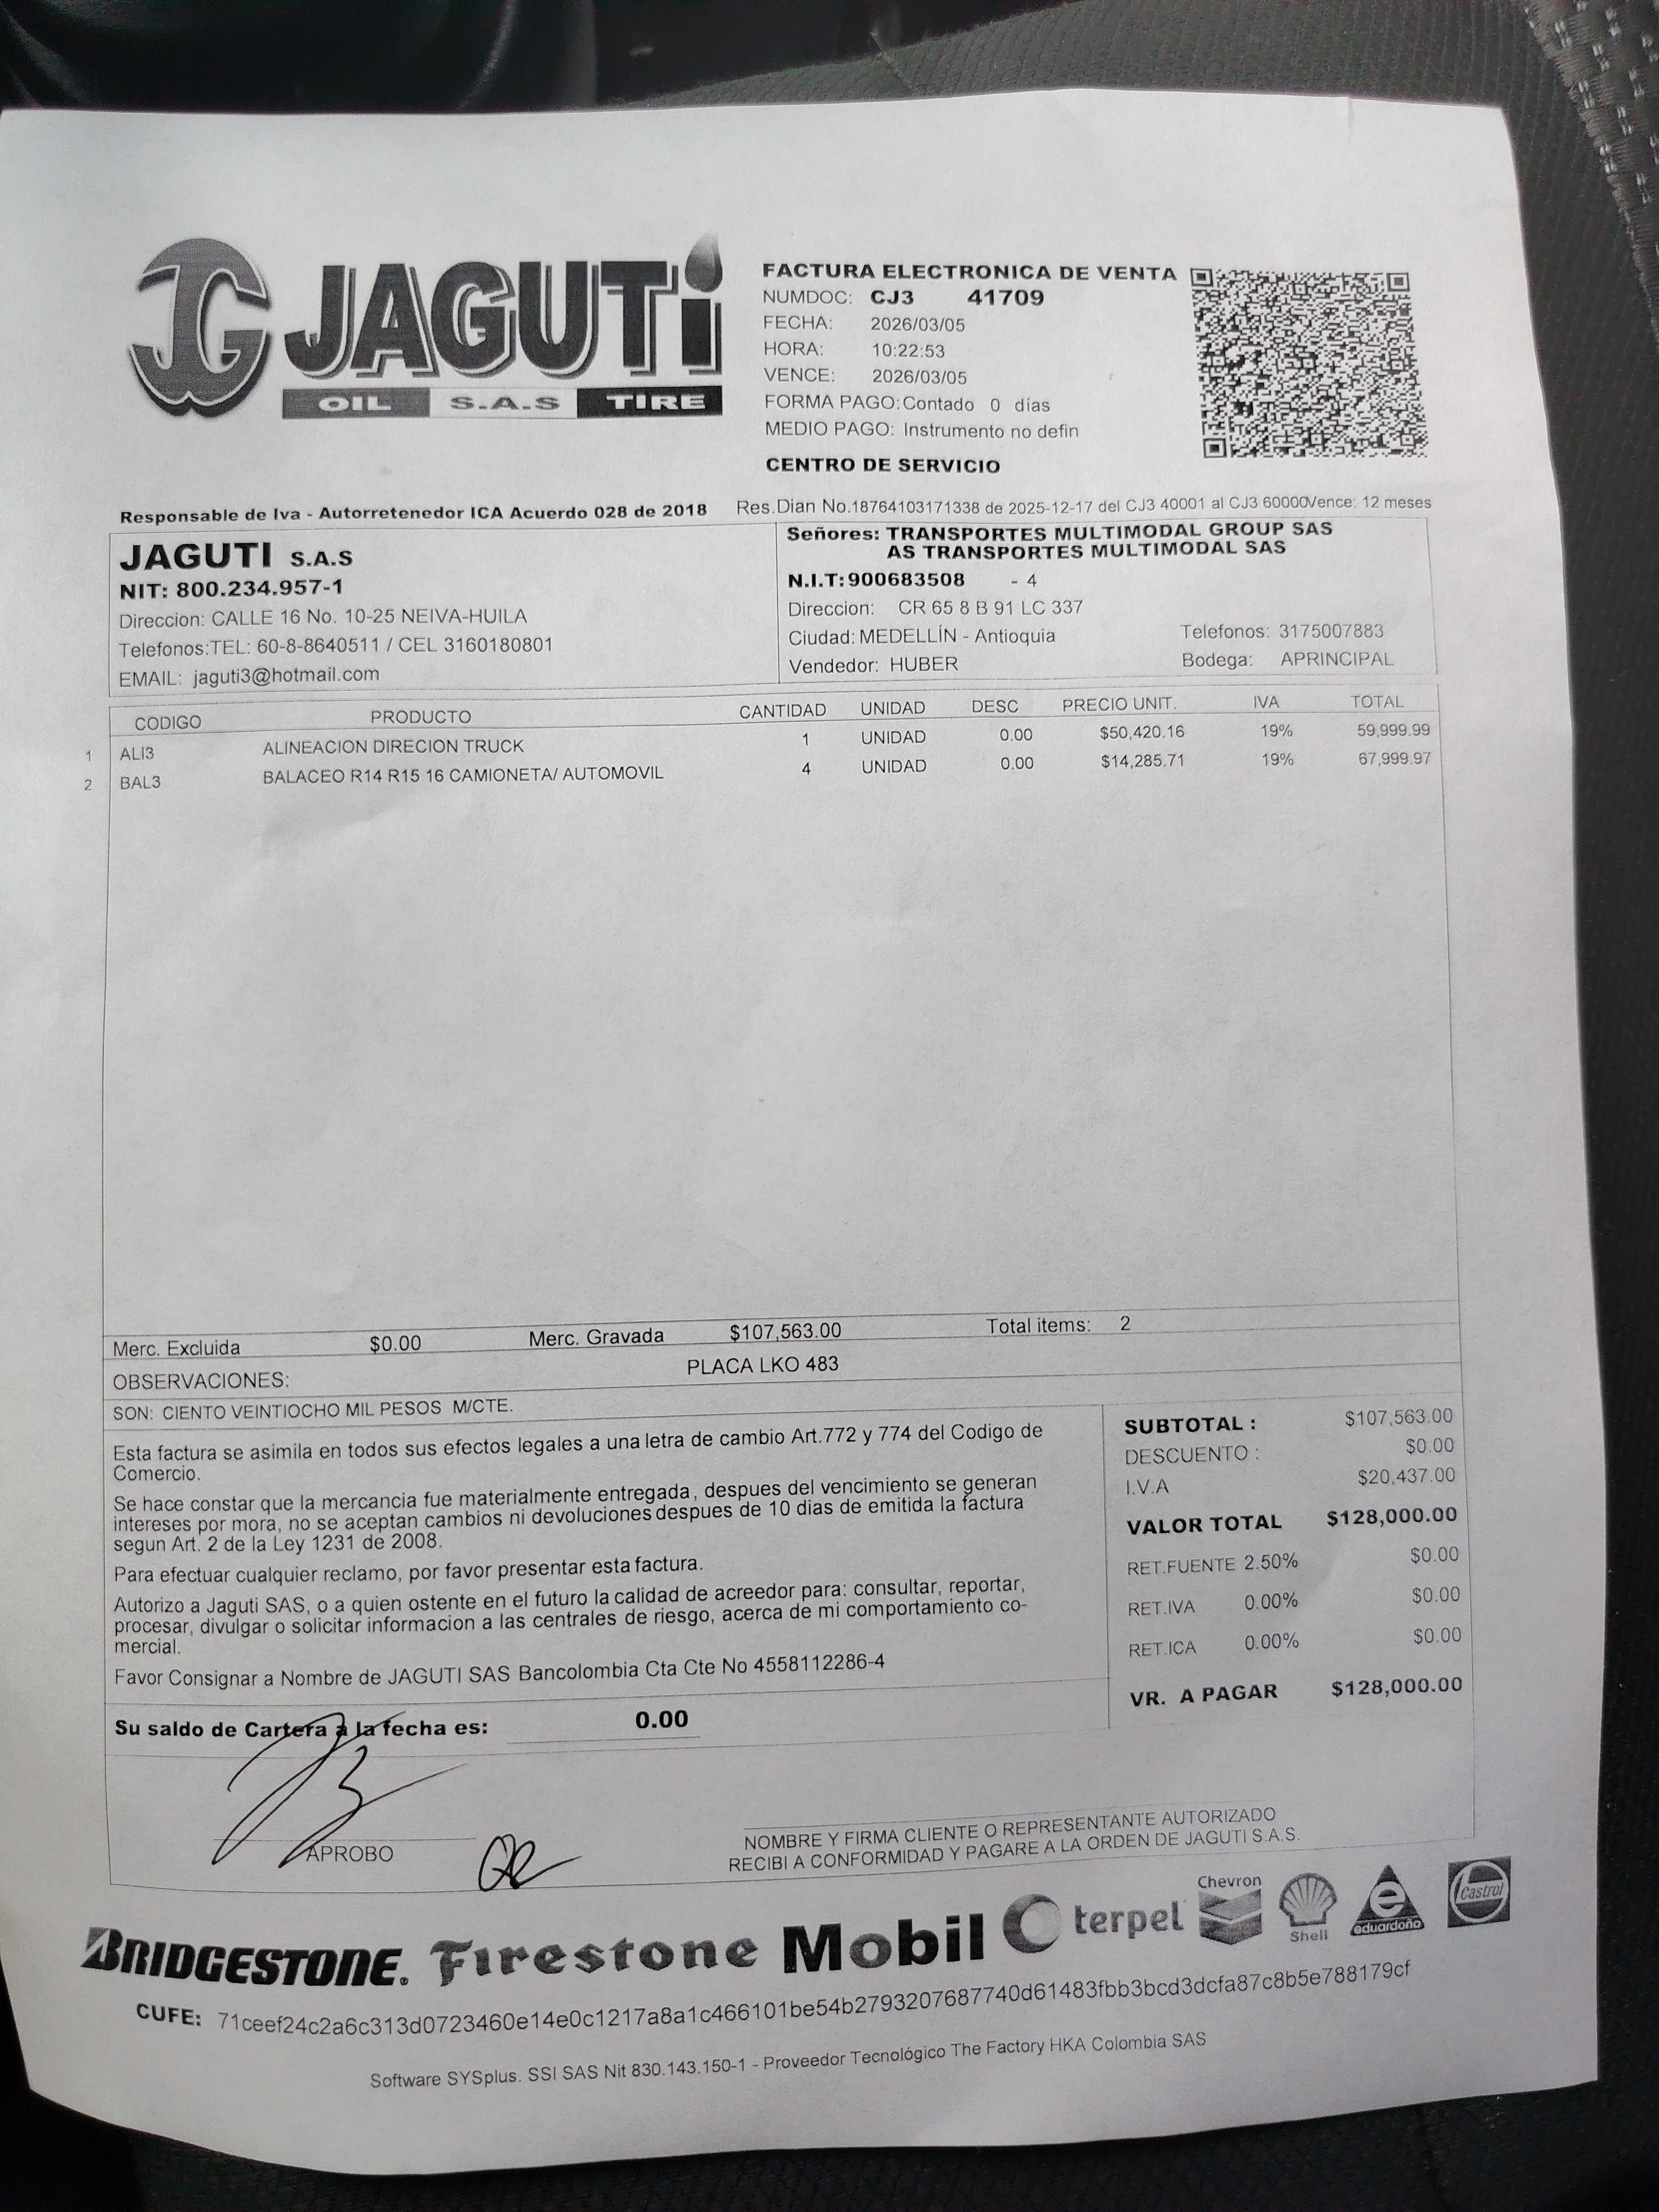 JAGUTI
OIL S.A.S TIRE
FACTURA ELECTRONICA DE VENTA
NUMDOC: CJ3 41709
FECHA: 2026/03/05
HORA: 10:22:53
VENCE: 2026/03/05
FORMA PAGO: Contado 0 días
MEDIO PAGO: Instrumento no defin
CENTRO DE SERVICIO
Responsable de Iva - Autorretenedor ICA Acuerdo 028 de 2018
Res.Dian No.18764103171338 de 2025-12-17 del CJ3 40001 al CJ3 60000Vence: 12 meses
JAGUTI S.A.S
NIT: 800.234.957-1
Direccion: CALLE 16 No. 10-25 NEIVA-HUILA
Telefonos:TEL: 60-8-8640511 / CEL 3160180801
EMAIL: jaguti3@hotmail.com
Señores: TRANSPORTES MULTIMODAL GROUP SAS
AS TRANSPORTES MULTIMODAL SAS
N.I.T:900683508 - 4
Direccion: CR 65 8 B 91 LC 337
Ciudad: MEDELLÍN - Antioquia Telefonos: 3175007883
Vendedor: HUBER Bodega: APRINCIPAL
CODIGO PRODUCTO CANTIDAD UNIDAD DESC PRECIO UNIT. IVA TOTAL
1 ALI3 ALINEACION DIRECION TRUCK 1 UNIDAD 0.00 $50,420.16 19% 59,999.99
2 BAL3 BALACEO R14 R15 16 CAMIONETA/ AUTOMOVIL 4 UNIDAD 0.00 $14,285.71 19% 67,999.97
Merc. Excluida $0.00 Merc. Gravada $107,563.00 Total items: 2
OBSERVACIONES: PLACA LKO 483
SON: CIENTO VEINTIOCHO MIL PESOS M/CTE.
Esta factura se asimila en todos sus efectos legales a una letra de cambio Art.772 y 774 del Codigo de
Comercio.
Se hace constar que la mercancia fue materialmente entregada, despues del vencimiento se generan
intereses por mora, no se aceptan cambios ni devoluciones despues de 10 dias de emitida la factura
segun Art. 2 de la Ley 1231 de 2008.
Para efectuar cualquier reclamo, por favor presentar esta factura.
Autorizo a Jaguti SAS, o a quien ostente en el futuro la calidad de acreedor para: consultar, reportar,
procesar, divulgar o solicitar informacion a las centrales de riesgo, acerca de mi comportamiento co-
mercial.
Favor Consignar a Nombre de JAGUTI SAS Bancolombia Cta Cte No 4558112286-4
SUBTOTAL : $107,563.00
DESCUENTO : $0.00
I.V.A $20,437.00
VALOR TOTAL $128,000.00
RET.FUENTE 2.50% $0.00
RET.IVA 0.00% $0.00
RET.ICA 0.00% $0.00
VR. A PAGAR $128,000.00
Su saldo de Cartera a la fecha es: 0.00
APROBO
NOMBRE Y FIRMA CLIENTE O REPRESENTANTE AUTORIZADO
RECIBI A CONFORMIDAD Y PAGARE A LA ORDEN DE JAGUTI S.A.S.
BRIDGESTONE. Firestone Mobil terpel Chevron Shell eduardoño Castrol
CUFE: 71ceef24c2a6c313d0723460e14e0c1217a8a1c466101be54b2793207687740d61483fbb3bcd3dcfa87c8b5e788179cf
Software SYSplus. SSI SAS Nit 830.143.150-1 - Proveedor Tecnológico The Factory HKA Colombia SAS